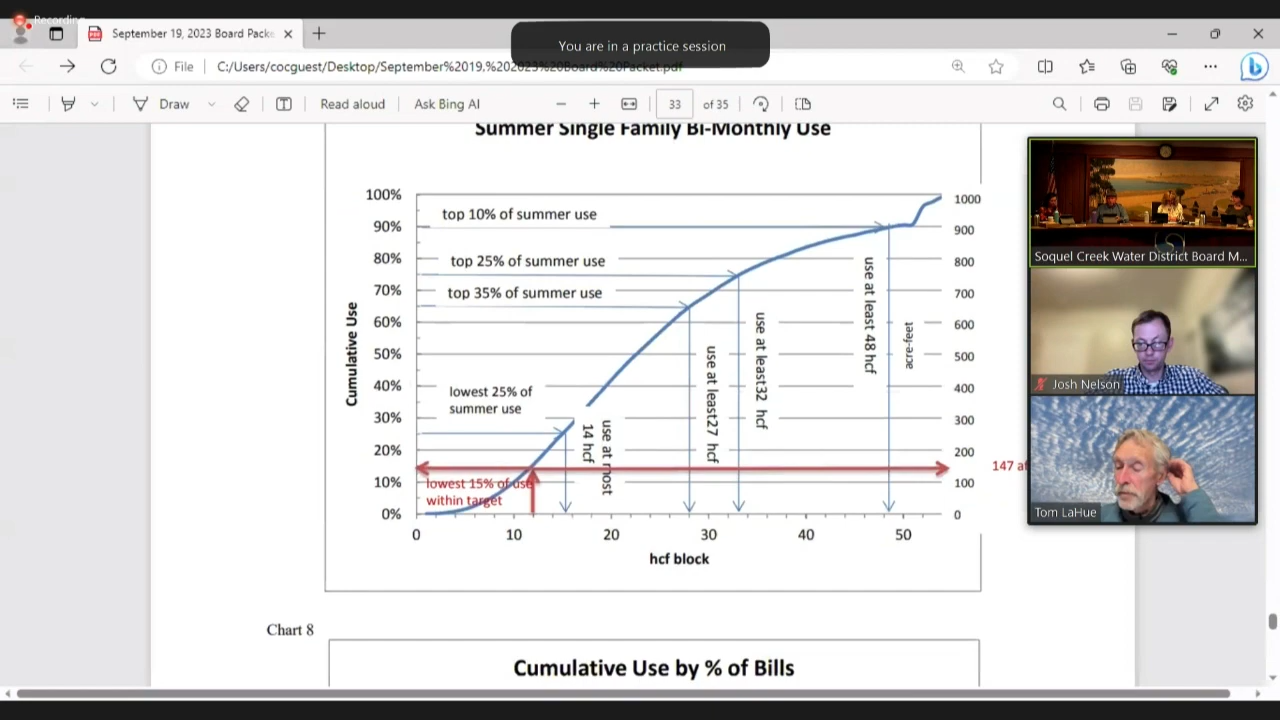 Recording
September 19, 2023 Board Packe
You are in a practice session
File
C:/Users/cocguest/Desktop/September%2019.%202023%20Board%20Packet.pdf
Draw
Read aloud
Ask Bing AI
33
of 35
Summer Single Family Bi-Monthly Use
100%
90%
80%
70%
60%
50%
40%
30%
20%
10%
0%
Cumulative Use
top 10% of summer use
top 25% of summer use
top 35% of summer use
lowest 25% of
summer use
lowest 15% of use
within target
use at most
14 hcf
use at least27 hcf
use at least32 hcf
use at least 48 hcf
acre-feet
1000
900
800
700
600
500
400
300
200
100
0
147 af
0
10
20
30
40
50
hcf block
Chart 8
Cumulative Use by % of Bills
Soquel Creek Water District Board M...
Josh Nelson
Tom LaHue